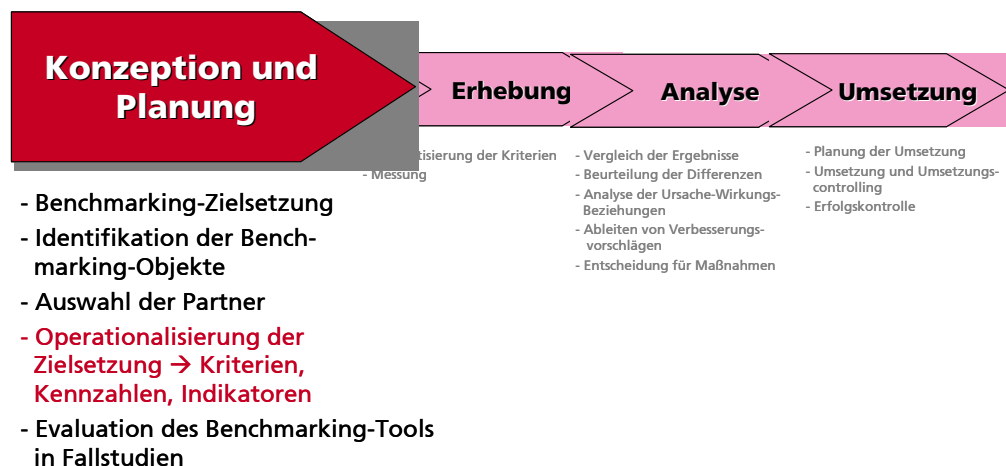 Konzeption und
Planung
- Benchmarking-Zielsetzung
- Identifikation der Bench-
marking-Objekte
- Auswahl der Partner
- Operationalisierung der
Zielsetzung → Kriterien,
Kennzahlen, Indikatoren
- Evaluation des Benchmarking-Tools
in Fallstudien
Erhebung
tisierung der Kriterien
- Messung
Analyse
- Vergleich der Ergebnisse
- Beurteilung der Differenzen
- Analyse der Ursache-Wirkungs-
Beziehungen
- Ableiten von Verbesserungs-
vorschlägen
- Entscheidung für Maßnahmen
Umsetzung
- Planung der Umsetzung
- Umsetzung und Umsetzungs-
controlling
- Erfolgskontrolle